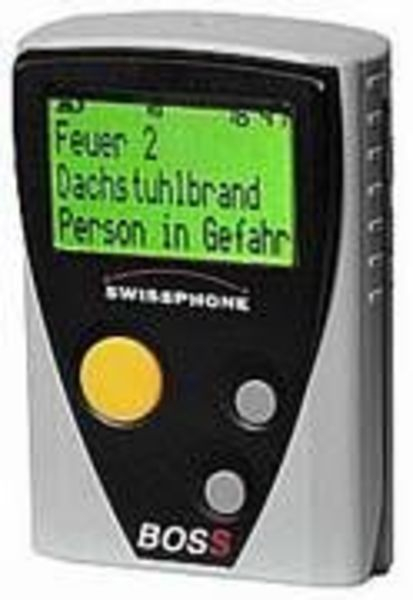 Feuer 2
Dachstuhlbrand
Person in Gefahr
SWISSPHONE
BOSS